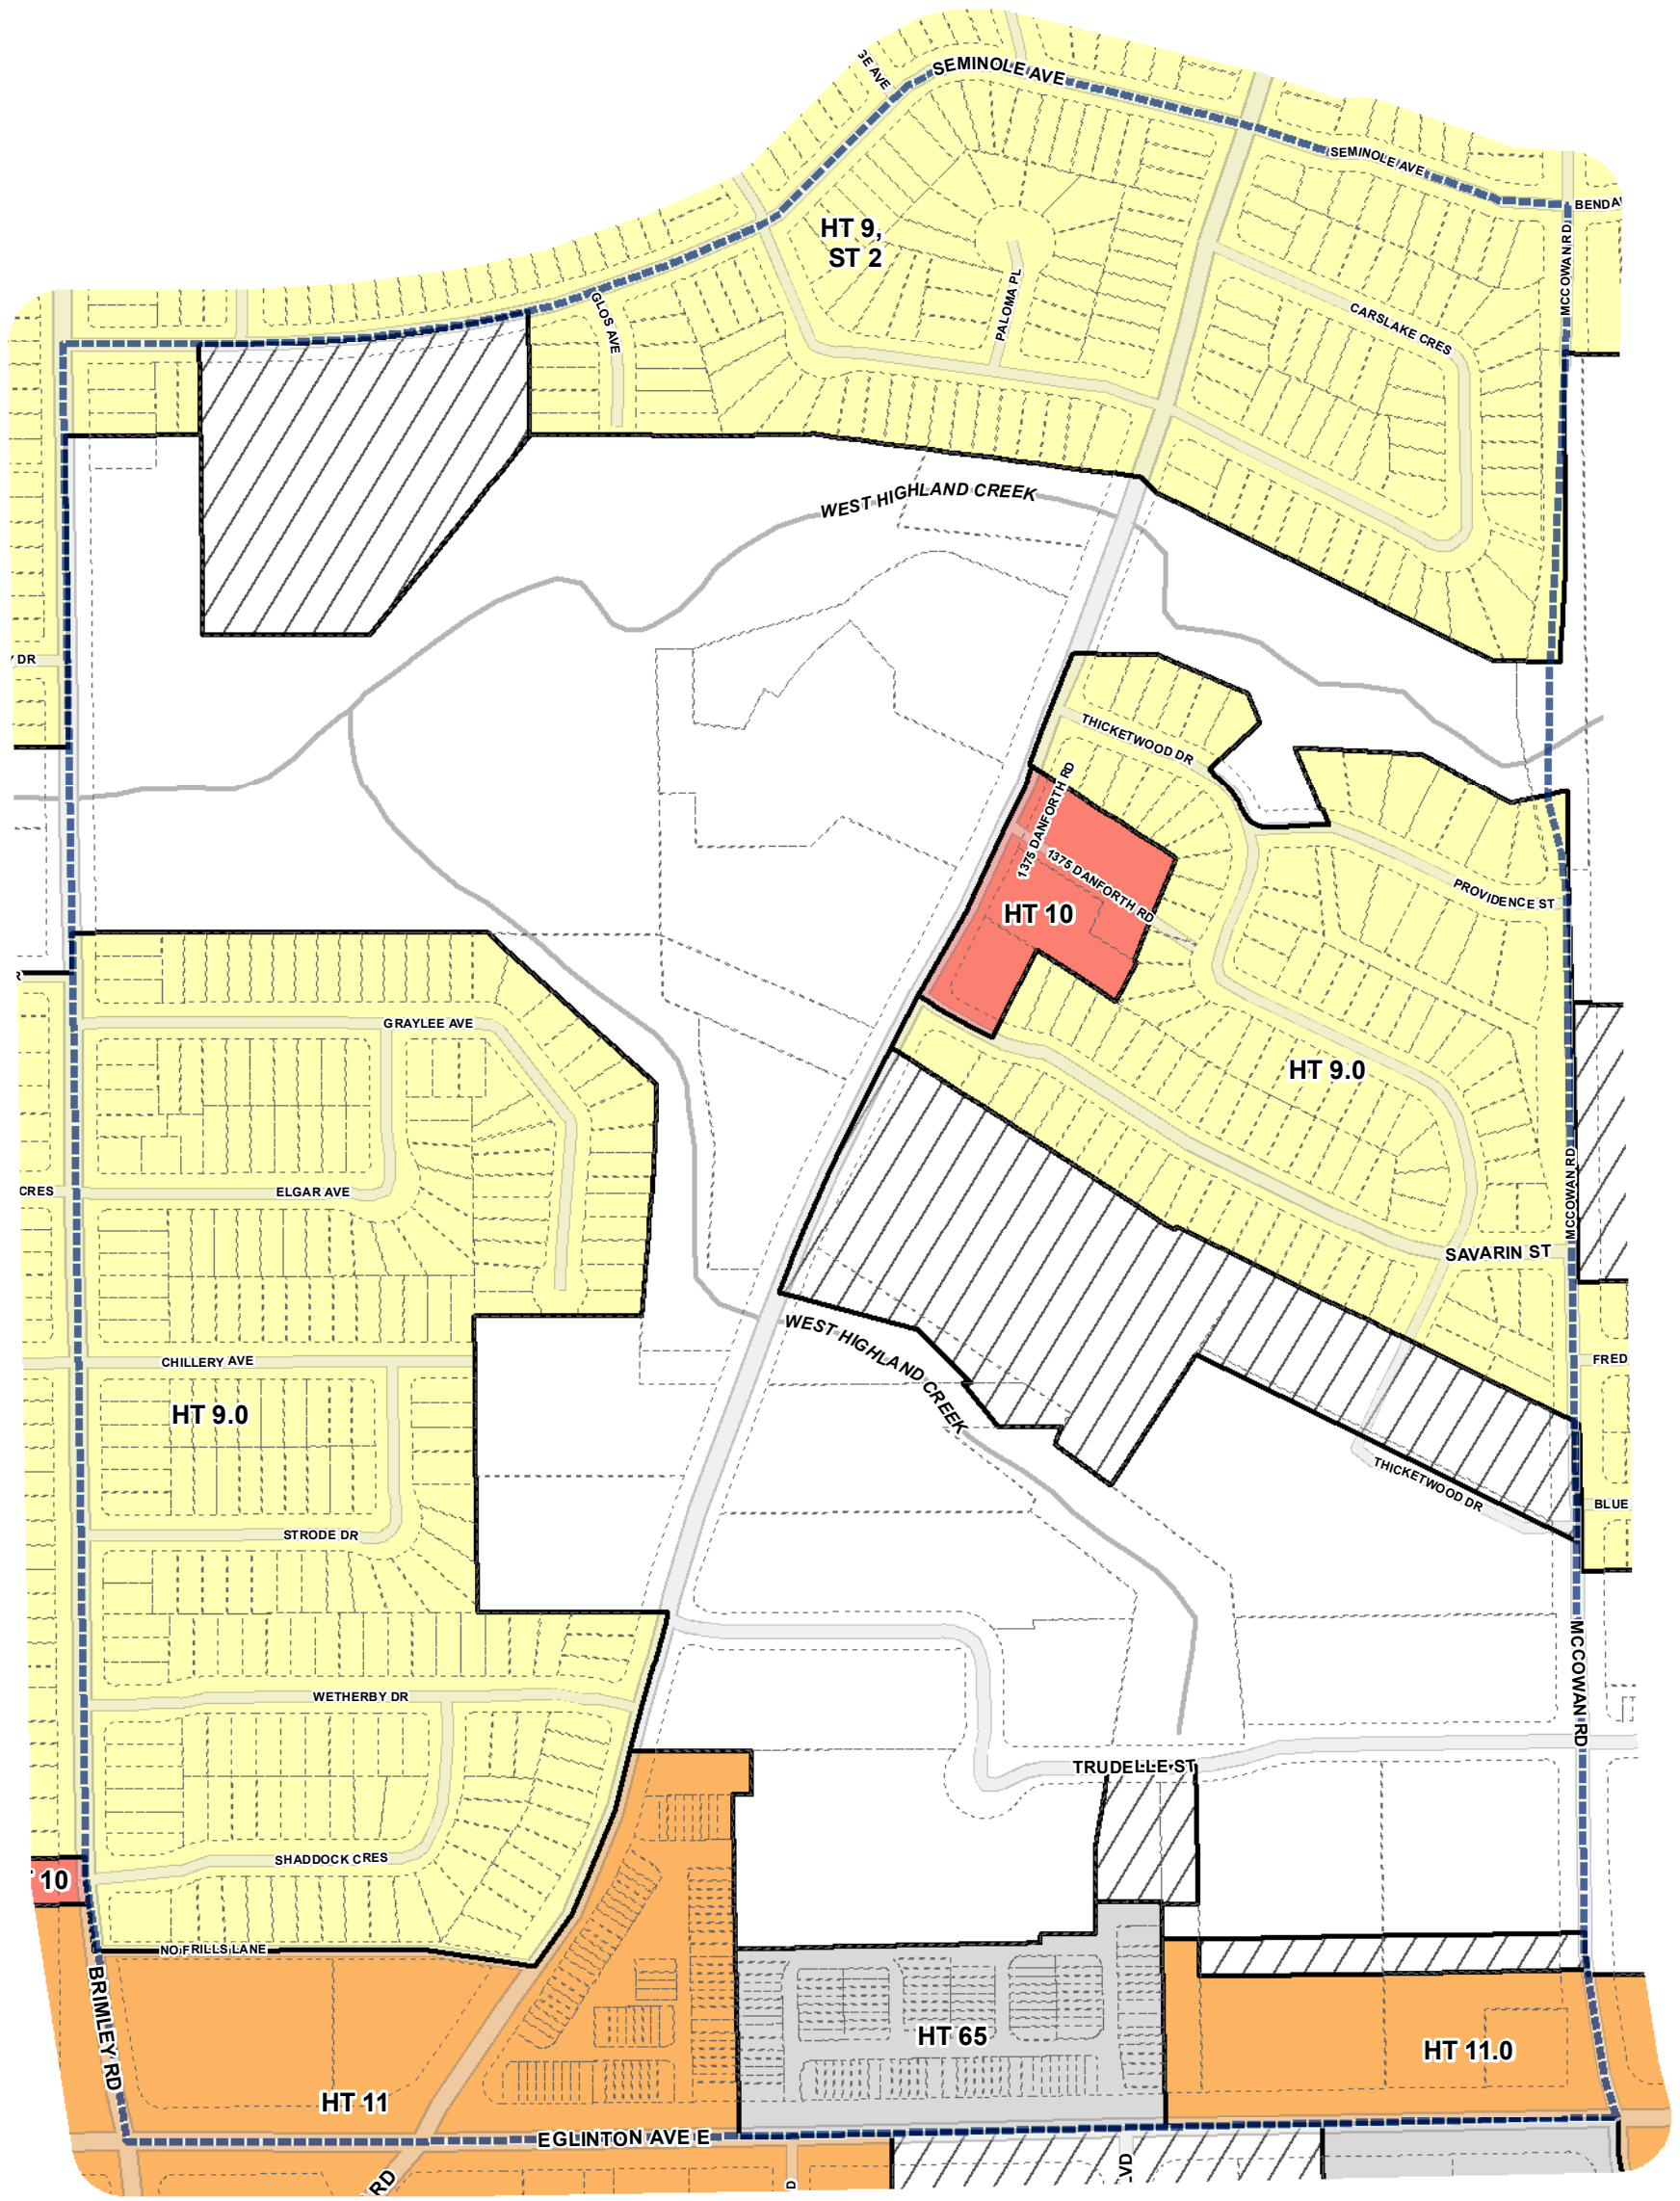 SEMINOLE AVE
GE AVE
SEMINOLE AVE
MCCOWAN RD
HT 9,
ST 2
GLOS AVE
PALOMA PL
CARSLAKE CRES
WEST HIGHLAND CREEK
DR
THICKETWOOD DR
1375 DANFORTH RD
1375 DANFORTH RD
PROVIDENCE ST
HT 10
GRAYLEE AVE
HT 9.0
MCCOWAN RD
CRES
ELGAR AVE
SAVARIN ST
WEST HIGHLAND CREEK
CHILLERY AVE
FRED
HT 9.0
THICKETWOOD DR
BLUE
STRODE DR
MCCOWAN RD
WETHERBY DR
TRUDELLE ST
SHADDOCK CRES
10
NO FRILLS LANE
BRIMLEY RD
HT 65
HT 11.0
HT 11
EGLINTON AVE E
RD
VD